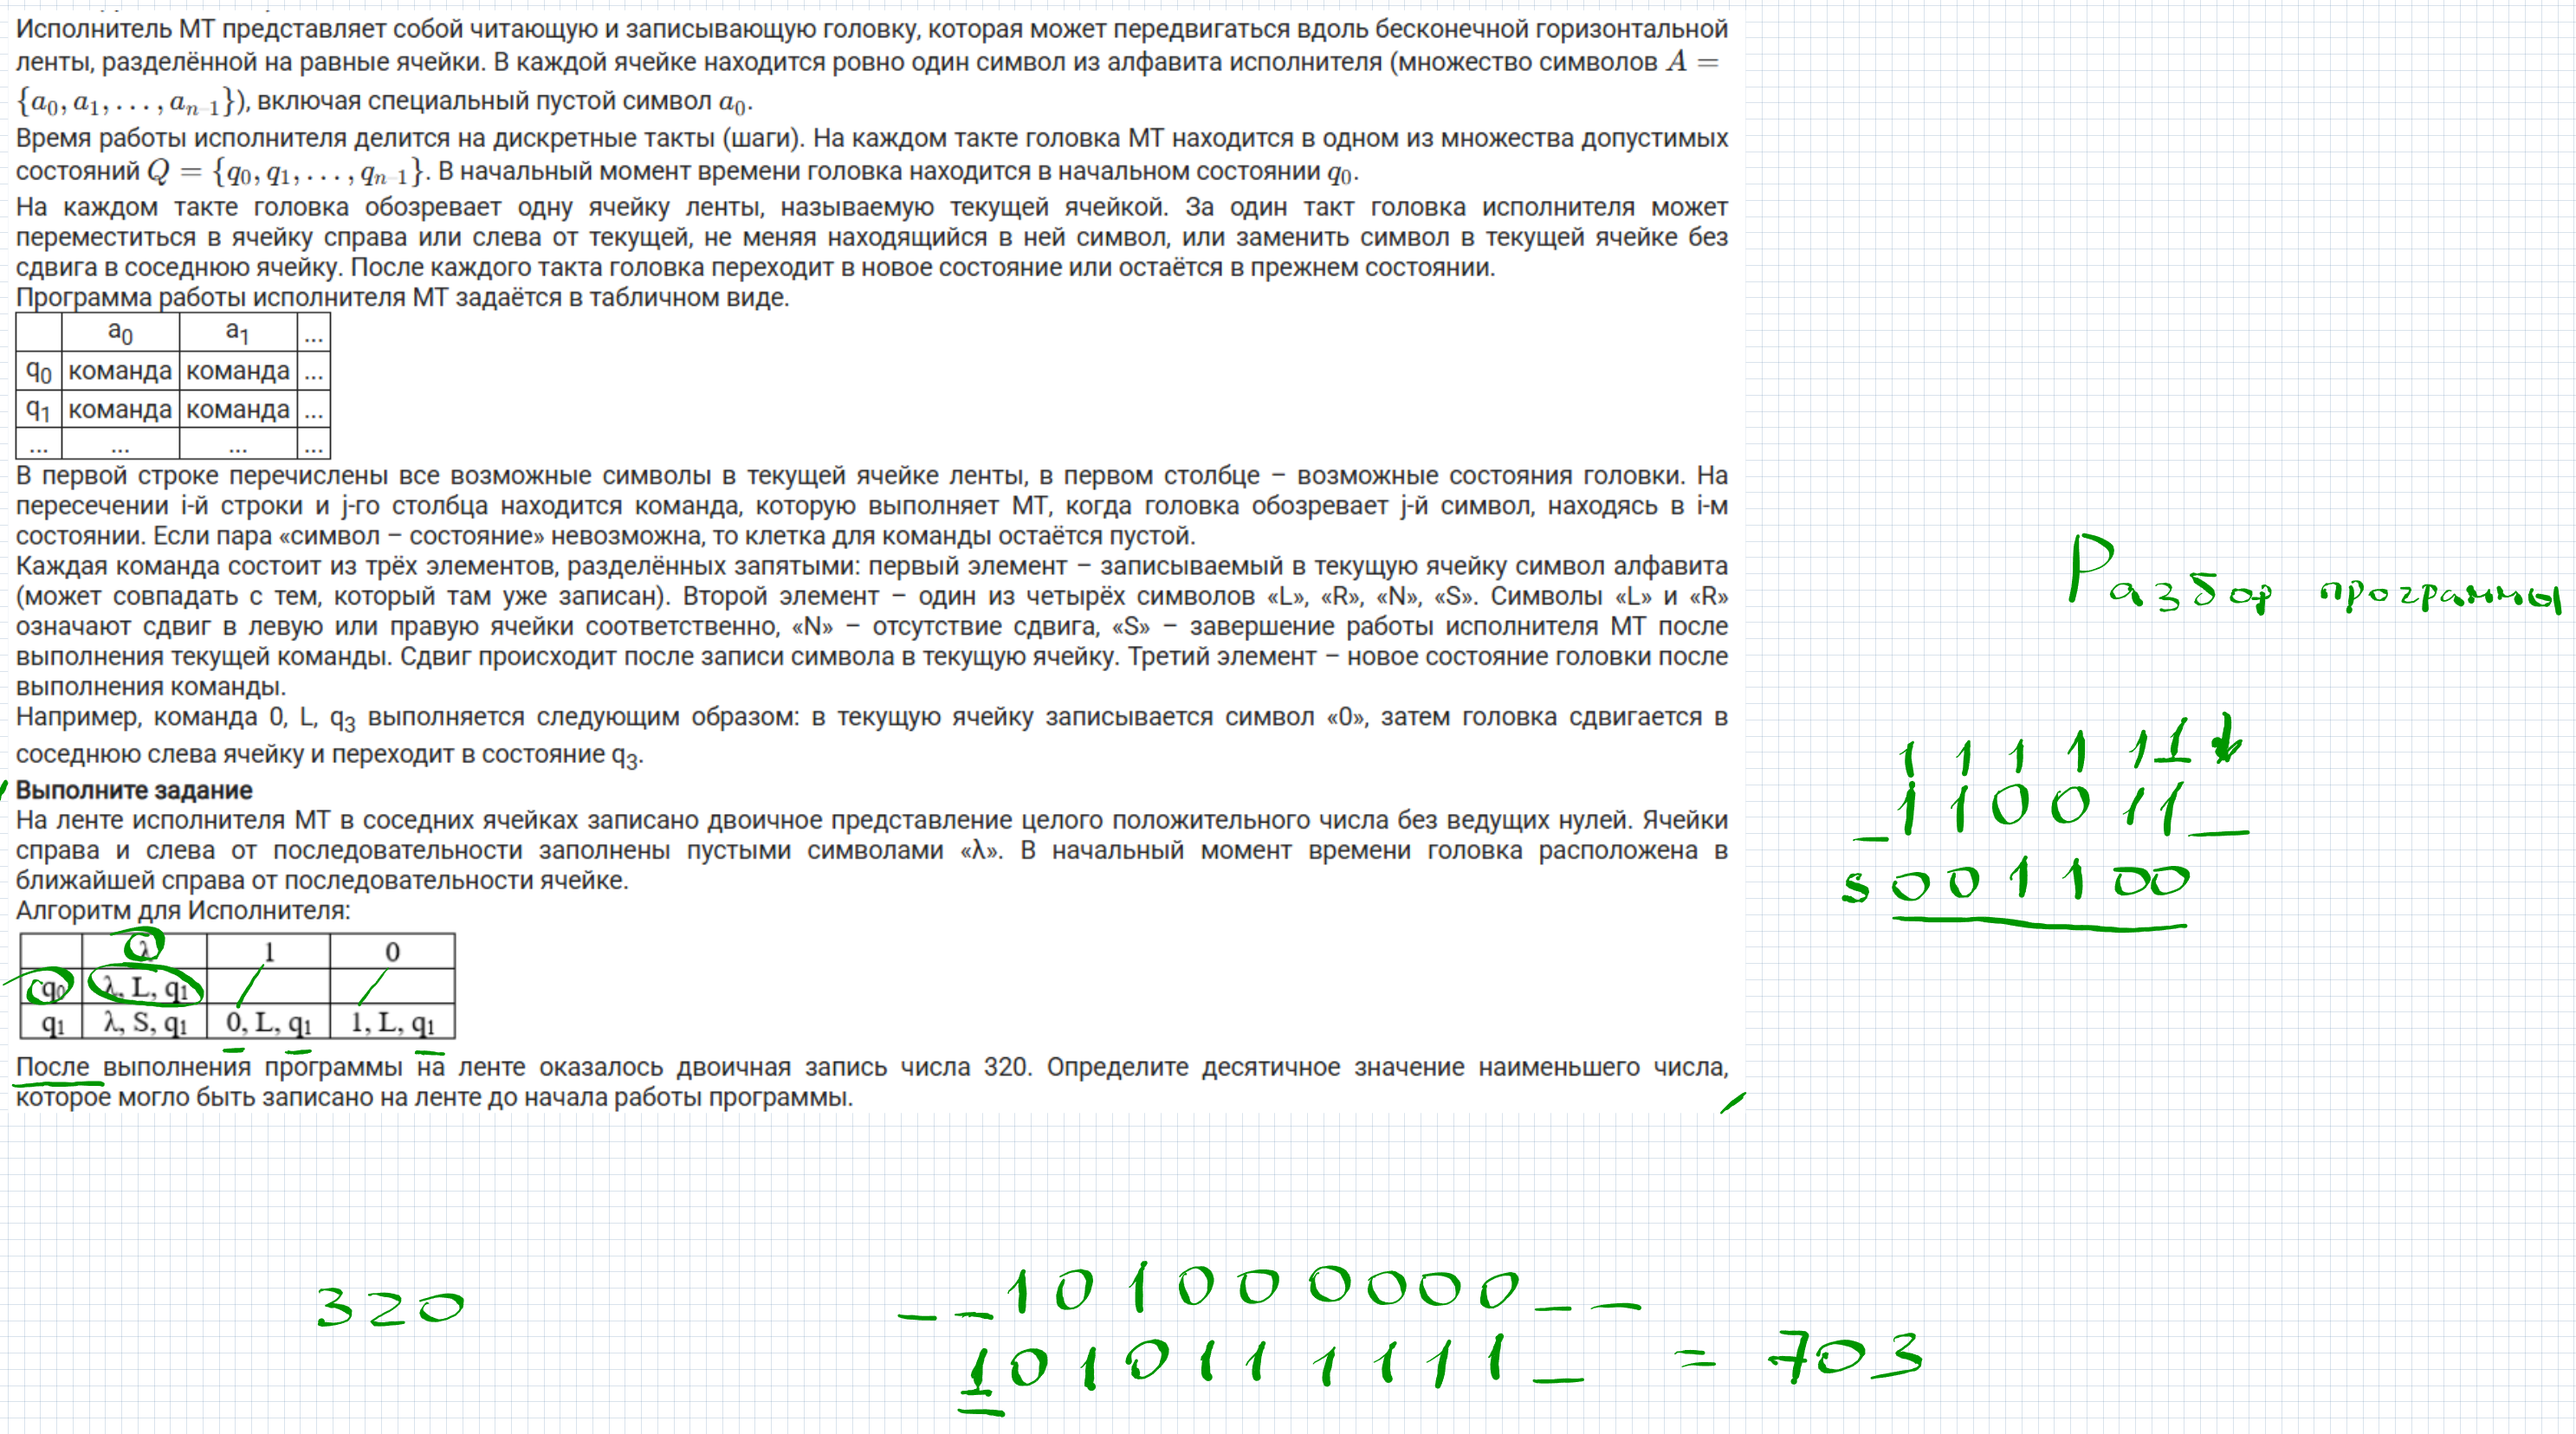 Исполнитель МТ представляет собой читающую и записывающую головку, которая может передвигаться вдоль бесконечной горизонтальной
ленты, разделённой на равные ячейки. В каждой ячейке находится ровно один символ из алфавита исполнителя (множество символов A =
{a₀, a₁, . . . , aₙ₋₁}), включая специальный пустой символ a₀.
Время работы исполнителя делится на дискретные такты (шаги). На каждом такте головка МТ находится в одном из множества допустимых
состояний Q = {q₀, q₁, . . . , qₙ₋₁}. В начальный момент времени головка находится в начальном состоянии q₀.
На каждом такте головка обозревает одну ячейку ленты, называемую текущей ячейкой. За один такт головка исполнителя может
переместиться в ячейку справа или слева от текущей, не меняя находящийся в ней символ, или заменить символ в текущей ячейке без
сдвига в соседнюю ячейку. После каждого такта головка переходит в новое состояние или остаётся в прежнем состоянии.
Программа работы исполнителя МТ задаётся в табличном виде.
a₀ a₁ ...
q₀ команда команда ...
q₁ команда команда ...
... ... ... ...
В первой строке перечислены все возможные символы в текущей ячейке ленты, в первом столбце – возможные состояния головки. На
пересечении i-й строки и j-го столбца находится команда, которую выполняет МТ, когда головка обозревает j-й символ, находясь в i-м
состоянии. Если пара «символ – состояние» невозможна, то клетка для команды остаётся пустой.
Каждая команда состоит из трёх элементов, разделённых запятыми: первый элемент – записываемый в текущую ячейку символ алфавита
(может совпадать с тем, который там уже записан). Второй элемент – один из четырёх символов «L», «R», «N», «S». Символы «L» и «R»
означают сдвиг в левую или правую ячейки соответственно, «N» – отсутствие сдвига, «S» – завершение работы исполнителя МТ после
выполнения текущей команды. Сдвиг происходит после записи символа в текущую ячейку. Третий элемент – новое состояние головки после
выполнения команды.
Например, команда 0, L, q₃ выполняется следующим образом: в текущую ячейку записывается символ «0», затем головка сдвигается в
соседнюю слева ячейку и переходит в состояние q₃.
Выполните задание
На ленте исполнителя МТ в соседних ячейках записано двоичное представление целого положительного числа без ведущих нулей. Ячейки
справа и слева от последовательности заполнены пустыми символами «λ». В начальный момент времени головка расположена в
ближайшей справа от последовательности ячейке.
Алгоритм для Исполнителя:
λ 1 0
q₀ λ, L, q₁
q₁ λ, S, q₁ 0, L, q₁ 1, L, q₁
После выполнения программы на ленте оказалось двоичная запись числа 320. Определите десятичное значение наименьшего числа,
которое могло быть записано на ленте до начала работы программы.
Разбор программы
1 1 1 1 1 1
_ 1 1 0 0 1 1 _
s 0 0 1 1 0 0
320
_ _ 1 0 1 0 0 0 0 0 0 _ _
1 0 1 0 1 1 1 1 1 1 _ = 703